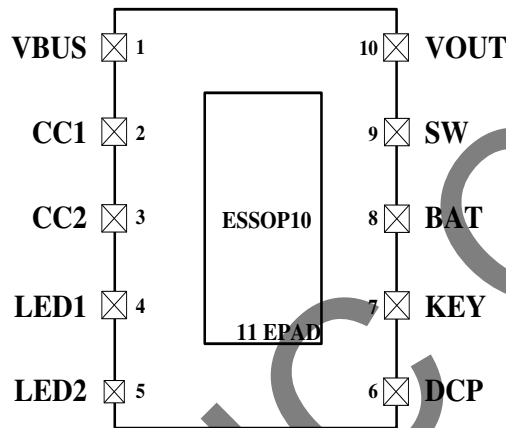 VBUS 1 10 VOUT
CC1 2 9 SW
CC2 3 ESSOP10 8 BAT
LED1 4 7 KEY
11 EPAD
LED2 5 6 DCP